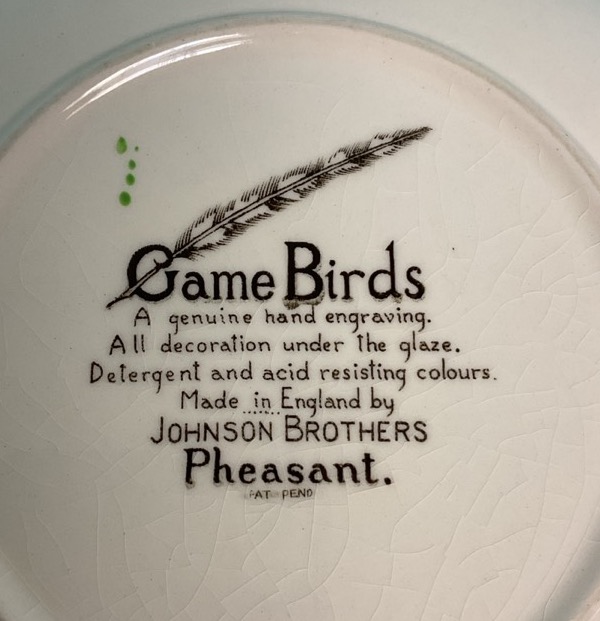 Game Birds
A genuine hand engraving.
All decoration under the glaze.
Detergent and acid resisting colours.
Made in England by
JOHNSON BROTHERS
Pheasant.
PAT PEND